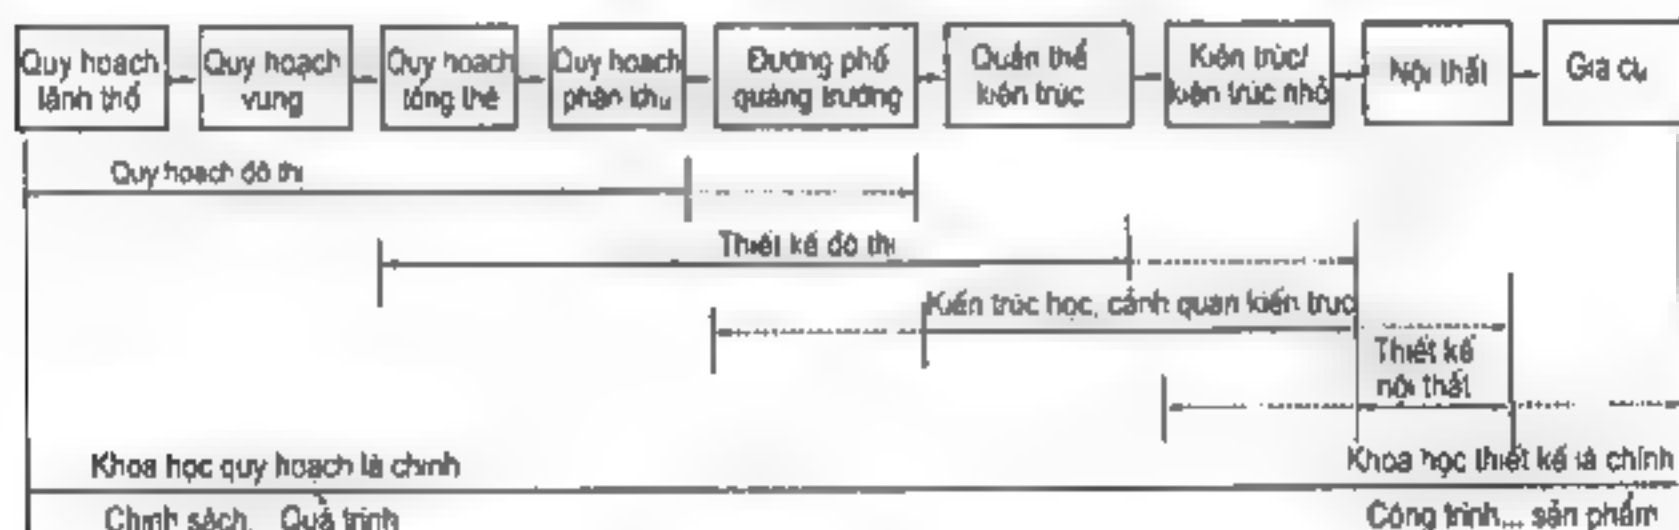 Quy hoạch
lãnh thổ
Quy hoạch
vùng
Quy hoạch
tổng thể
Quy hoạch
phân khu
Đường phố
quảng trường
Quần thể
kiến trúc
Kiến trúc/
kiến trúc nhỏ
Nội thất
Gia cụ
Quy hoạch đô thị
Thiết kế đô thị
Kiến trúc học, cảnh quan kiến trúc
Thiết kế
nội thất
Khoa học quy hoạch là chính
Khoa học thiết kế là chính
Chính sách, Quá trình
Công trình... sản phẩm